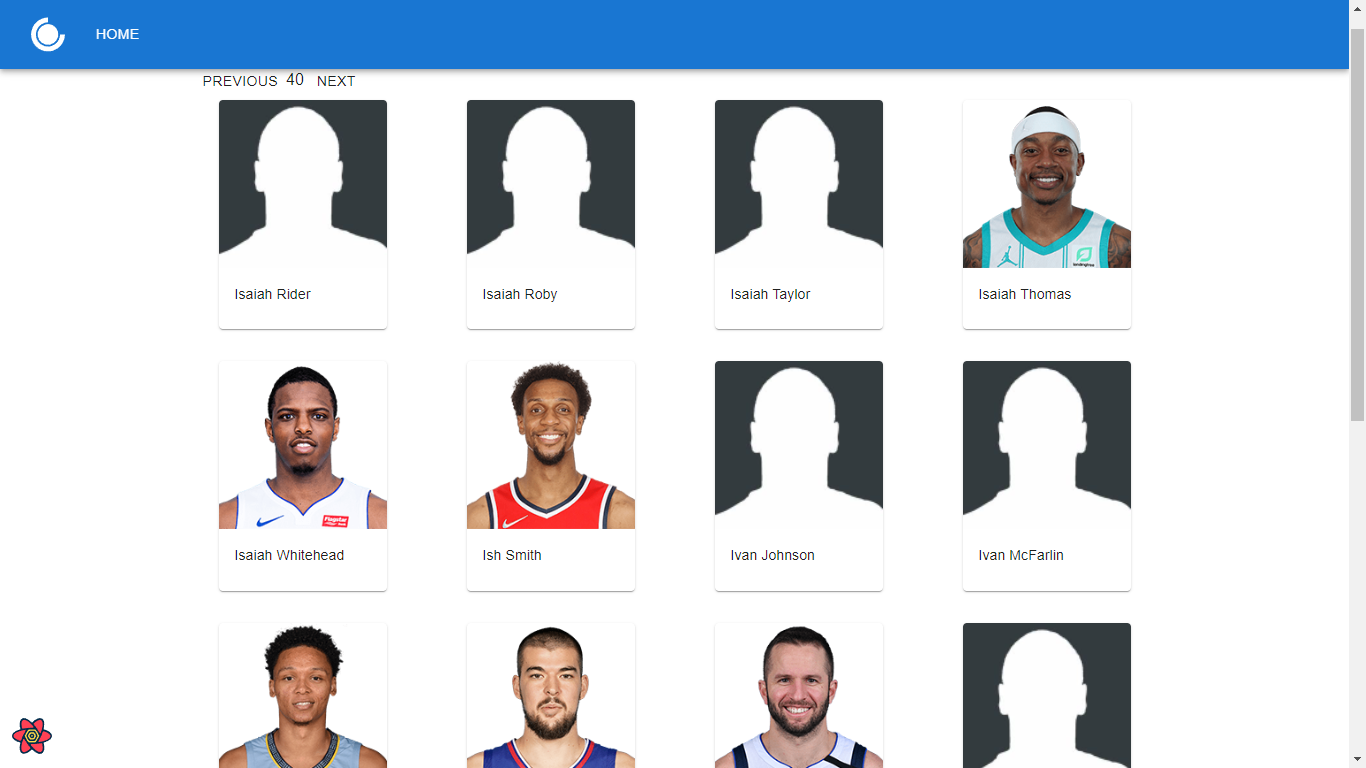 HOME
PREVIOUS 40 NEXT
Isaiah Rider
Isaiah Roby
Isaiah Taylor
Isaiah Thomas
Flagstar
Isaiah Whitehead
Ish Smith
Ivan Johnson
Ivan McFarlin